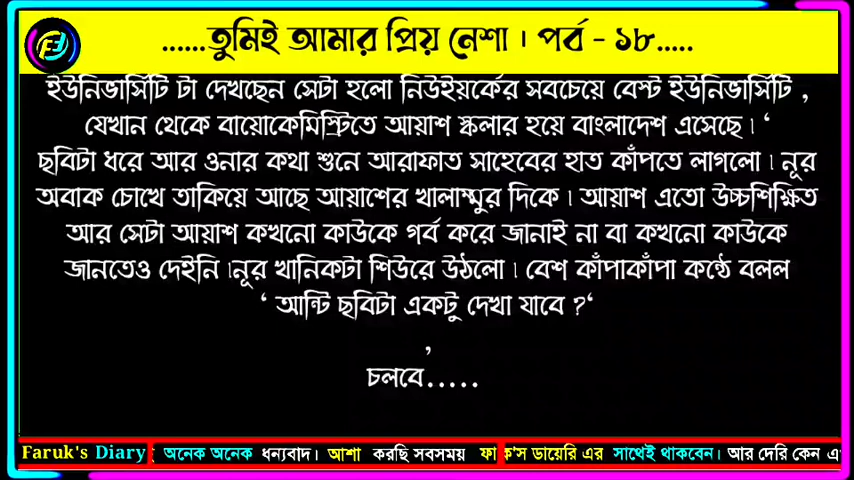 ......তুমিই আমার প্রিয় নেশা । পর্ব - ১৮.....
ইউনিভার্সিটি টা দেখছেন সেটা হলো নিউইয়র্কের সবচেয়ে বেস্ট ইউনিভার্সিটি ,
যেখান থেকে বায়োকেমিস্ট্রিতে আয়াশ স্কলার হয়ে বাংলাদেশ এসেছে। ‘
ছবিটা ধরে আর ওনার কথা শুনে আরাফাত সাহেবের হাত কাঁপতে লাগলো । নূর
অবাক চোখে তাকিয়ে আছে আয়াশের খালাম্মুর দিকে । আয়াশ এতো উচ্চশিক্ষিত
আর সেটা আয়াশ কখনো কাউকে গর্ব করে জানাই না বা কখনো কাউকে
জানতেও দেইনি ।নূর খানিকটা শিউরে উঠলো । বেশ কাঁপাকাঁপা কন্ঠে বলল
‘ আন্টি ছবিটা একটু দেখা যাবে ?‘
,
চলবে.....
Faruk's Diary অনেক অনেক ধন্যবাদ। আশা করছি সবসময় ফা ক'স ডায়েরি এর সাথেই থাকবেন। আর দেরি কেন